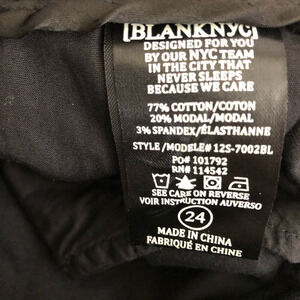 [BLANKNYC]
DESIGNED FOR YOU
BY OUR NYC TEAM
IN THE CITY THAT
NEVER SLEEPS
BECAUSE WE CARE
77% COTTON/COTON
20% MODAL/MODAL
3% SPANDEX/ÉLASTHANNE
STYLE/MODELE# 12S-7002BL
PO# 101792
RN# 114542
SEE CARE ON REVERSE
VOIR INSTRUCTION AUVERSO
24
MADE IN CHINA
FABRIQUÉ EN CHINE